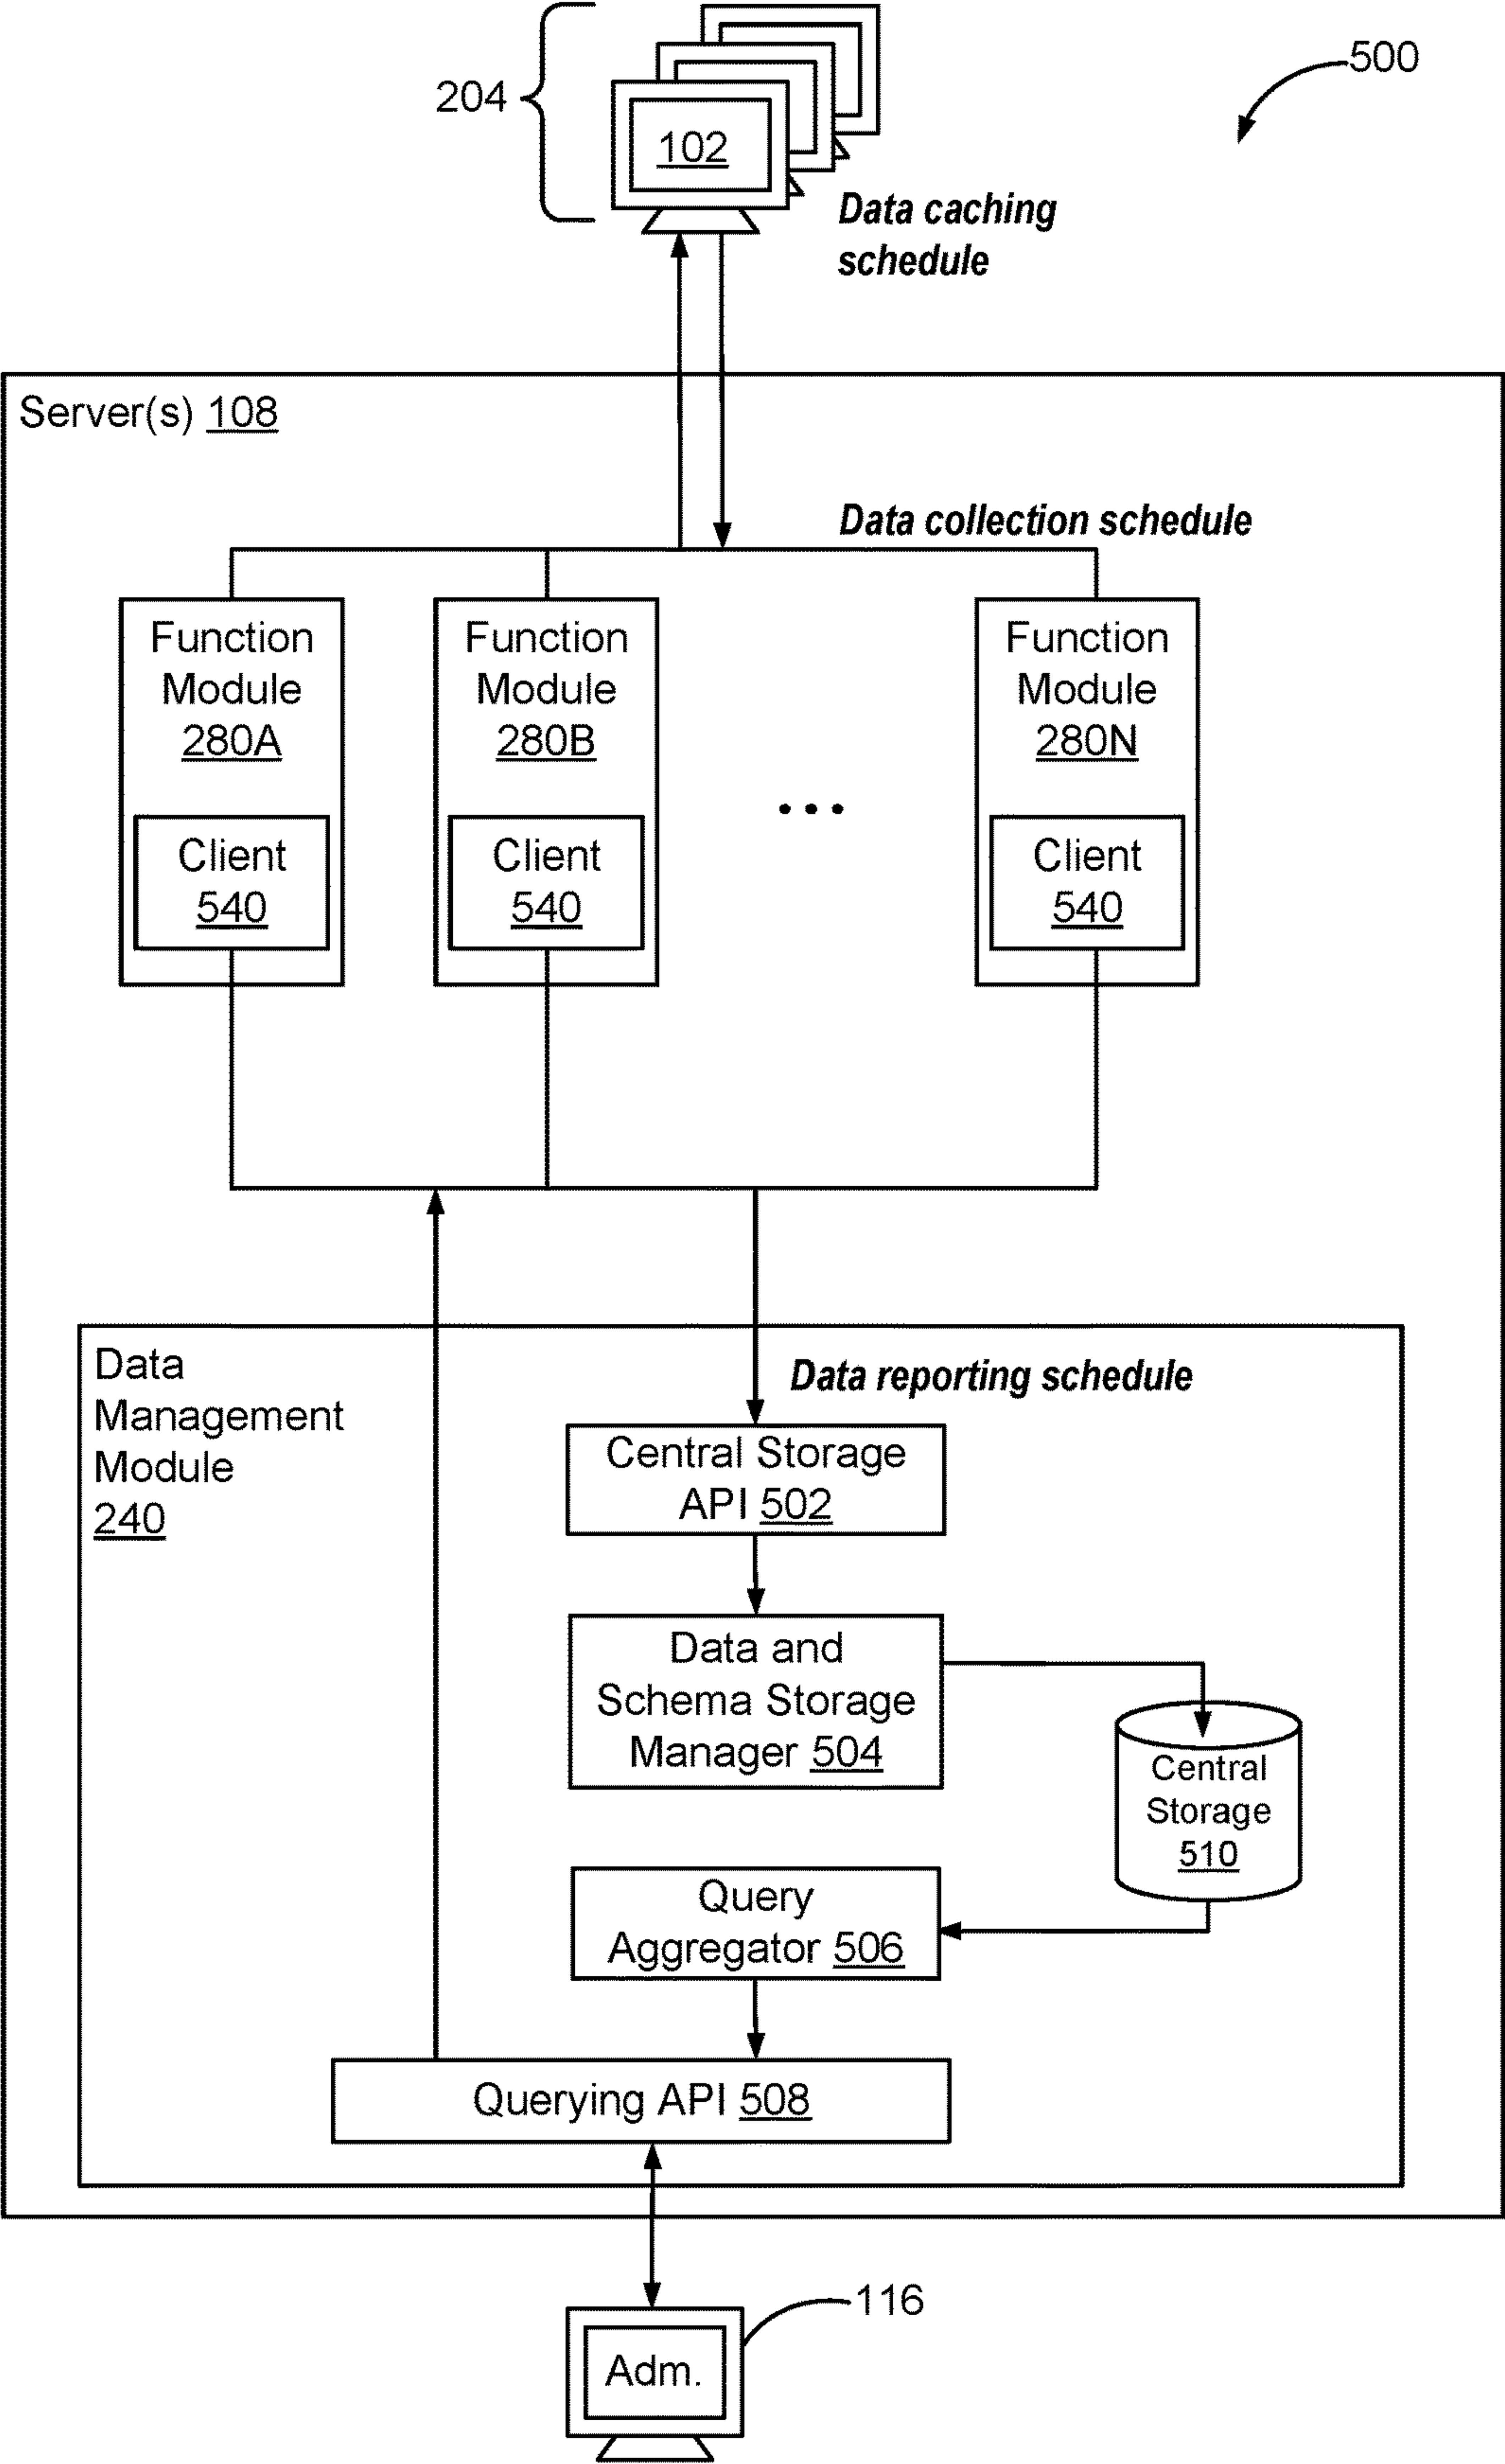 500
204
102
Data caching
schedule
Server(s) 108
Data collection schedule
Function
Module
280A
Client
540
Function
Module
280B
Client
540
...
Function
Module
280N
Client
540
Data
Management
Module
240
Data reporting schedule
Central Storage
API 502
Data and
Schema Storage
Manager 504
Central
Storage
510
Query
Aggregator 506
Querying API 508
116
Adm.